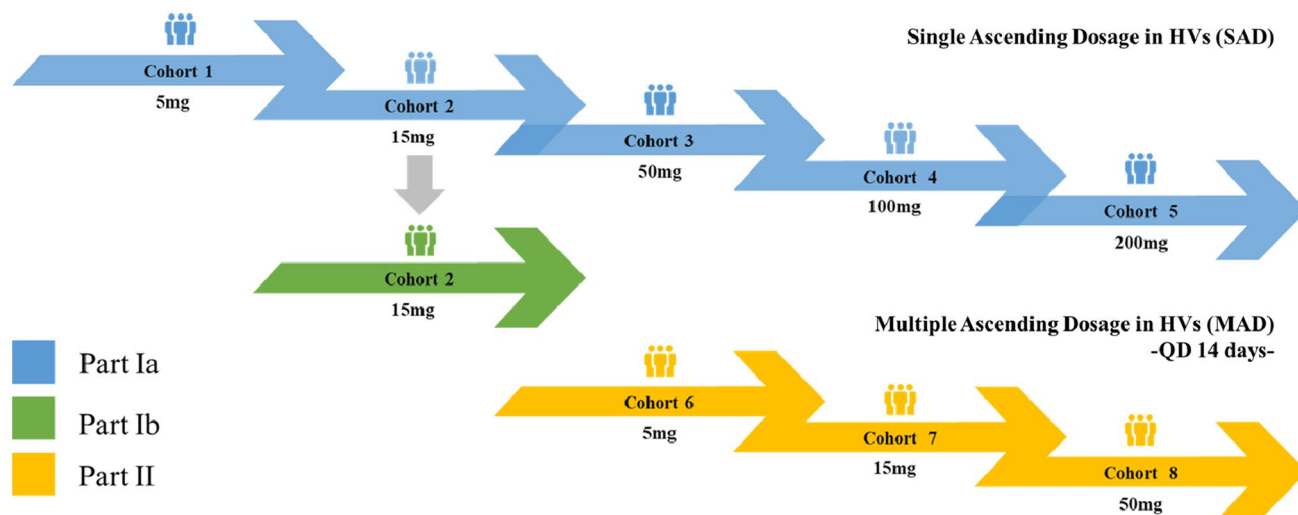 Single Ascending Dosage in HVs (SAD)
Cohort 1
5mg
Cohort 2
15mg
Cohort 3
50mg
Cohort 4
100mg
Cohort 5
200mg
Cohort 2
15mg
Multiple Ascending Dosage in HVs (MAD)
-QD 14 days-
Cohort 6
5mg
Cohort 7
15mg
Cohort 8
50mg
Part Ia
Part Ib
Part II